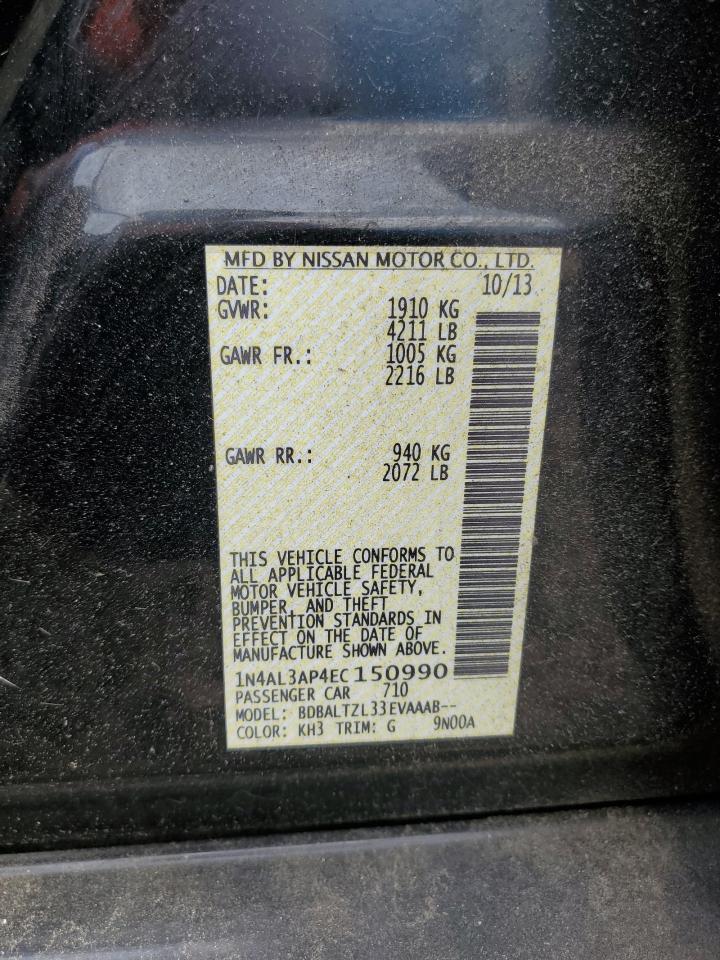 MFD BY NISSAN MOTOR CO., LTD.
DATE: 10/13
GVWR: 1910 KG
4211 LB
GAWR FR.: 1005 KG
2216 LB
GAWR RR.: 940 KG
2072 LB
THIS VEHICLE CONFORMS TO
ALL APPLICABLE FEDERAL
MOTOR VEHICLE SAFETY,
BUMPER, AND THEFT
PREVENTION STANDARDS IN
EFFECT ON THE DATE OF
MANUFACTURE SHOWN ABOVE.
1N4AL3AP4EC150990
PASSENGER CAR 710
MODEL: BDBALTZL33EVAAAB--
COLOR: KH3 TRIM: G 9N00A